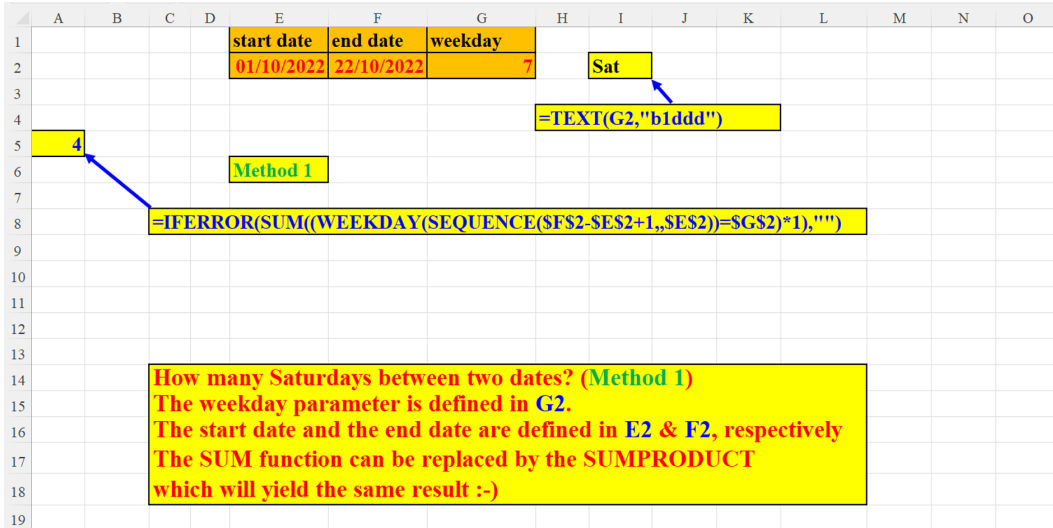 A B C D E F G H I J K L M N O
1 start date end date weekday
2 01/10/2022 22/10/2022 7 Sat
3
4 =TEXT(G2,"b1ddd")
5 4
6 Method 1
7
8 =IFERROR(SUM((WEEKDAY(SEQUENCE($F$2-$E$2+1,,$E$2))=$G$2)*1),"")
9
10
11
12
13
14 How many Saturdays between two dates? (Method 1)
15 The weekday parameter is defined in G2.
16 The start date and the end date are defined in E2 & F2, respectively
17 The SUM function can be replaced by the SUMPRODUCT
18 which will yield the same result :-)
19